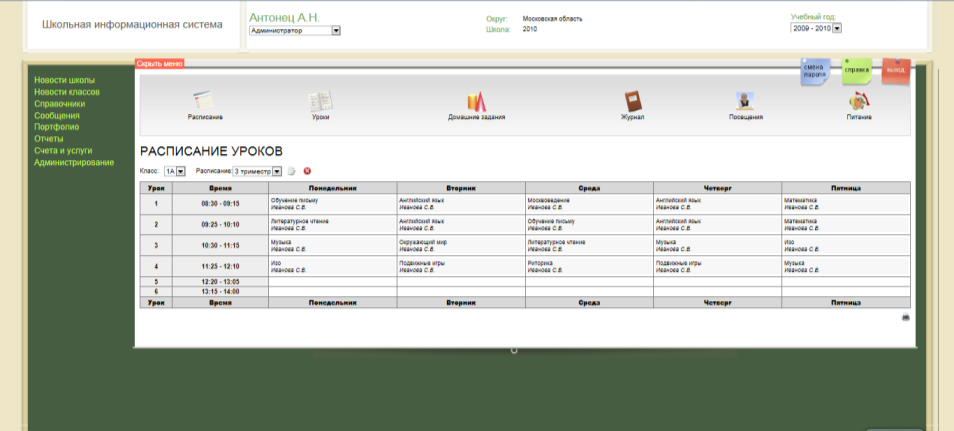 Школьная информационная система
Антонец А.Н.
Администратор
Округ: Московская область
Школа: 2010
Учебный год:
2009 - 2010
Скрыть меню
смена пароля
справка
выход
Новости школы
Новости классов
Справочники
Сообщения
Портфолио
Отчеты
Счета и услуги
Администрирование
Расписание Уроки Домашние задания Журнал Посещения Питание
РАСПИСАНИЕ УРОКОВ
Класс: 1А Расписание: 3 триместр
Урок Время Понедельник Вторник Среда Четверг Пятница
1 08:30 - 09:15 Обучение письму Английский язык Москвоведение Английский язык Математика
Иванова С.В. Иванова С.В. Иванова С.В. Иванова С.В. Иванова С.В.
2 09:25 - 10:10 Литературное чтение Английский язык Обучение письму Английский язык Математика
Иванова С.В. Иванова С.В. Иванова С.В. Иванова С.В. Иванова С.В.
3 10:30 - 11:15 Музыка Окружающий мир Литературное чтение Музыка Изо
Иванова С.В. Иванова С.В. Иванова С.В. Иванова С.В. Иванова С.В.
4 11:25 - 12:10 Изо Подвижные игры Риторика Подвижные игры Музыка
Иванова С.В. Иванова С.В. Иванова С.В. Иванова С.В. Иванова С.В.
5 12:20 - 13:05
6 13:15 - 14:00
Урок Время Понедельник Вторник Среда Четверг Пятница